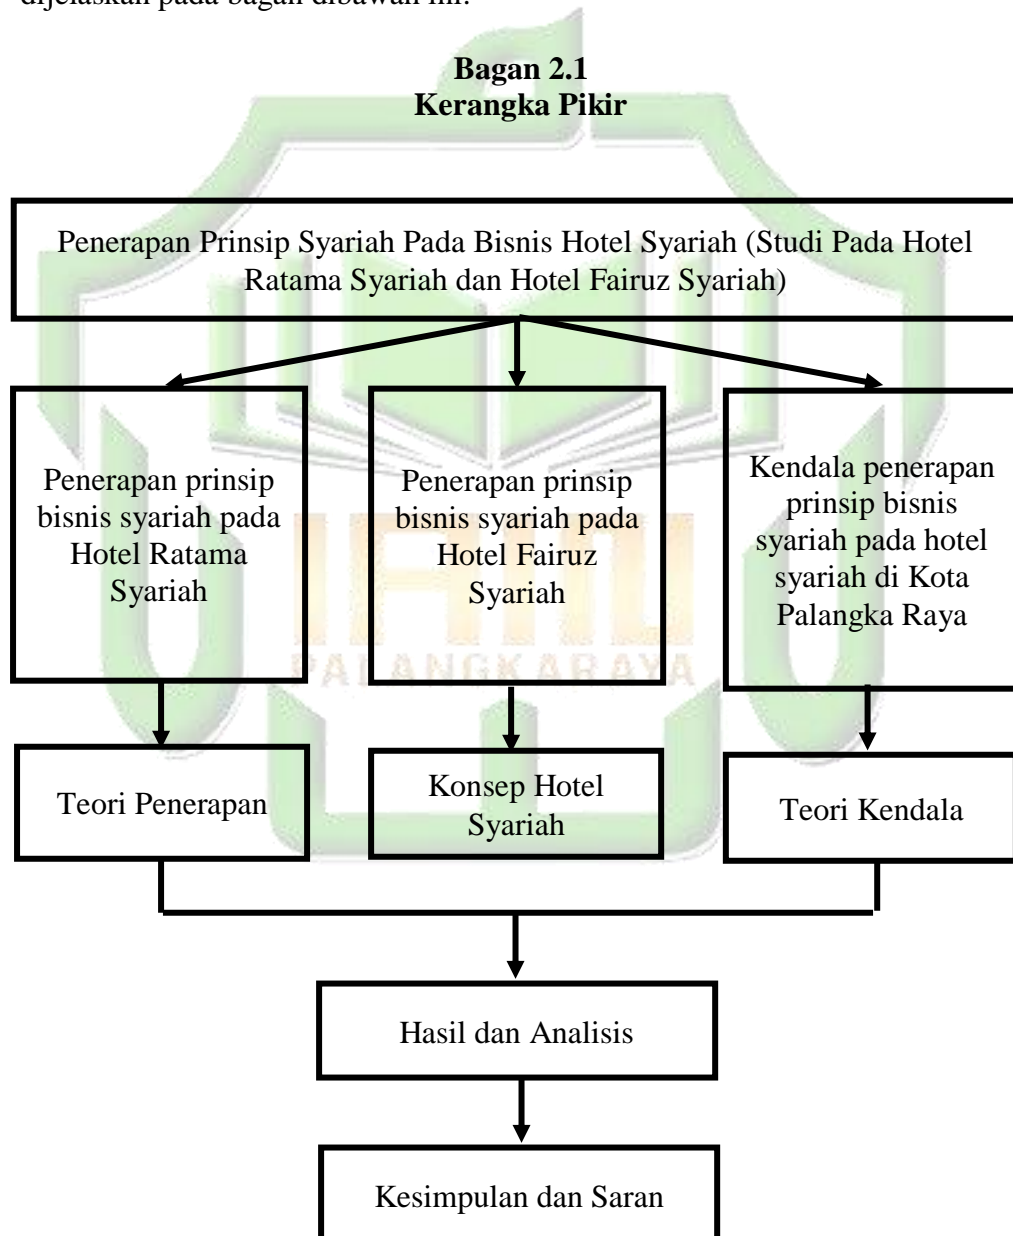 dijelaskan pada bagan dibawah ini:
Bagan 2.1
Kerangka Pikir
Penerapan Prinsip Syariah Pada Bisnis Hotel Syariah (Studi Pada Hotel
Ratama Syariah dan Hotel Fairuz Syariah)
Penerapan prinsip
bisnis syariah pada
Hotel Ratama
Syariah
Penerapan prinsip
bisnis syariah pada
Hotel Fairuz
Syariah
Kendala penerapan
prinsip bisnis
syariah pada hotel
syariah di Kota
Palangka Raya
IAIN
PALANGKARAYA
Teori Penerapan
Konsep Hotel
Syariah
Teori Kendala
Hasil dan Analisis
Kesimpulan dan Saran